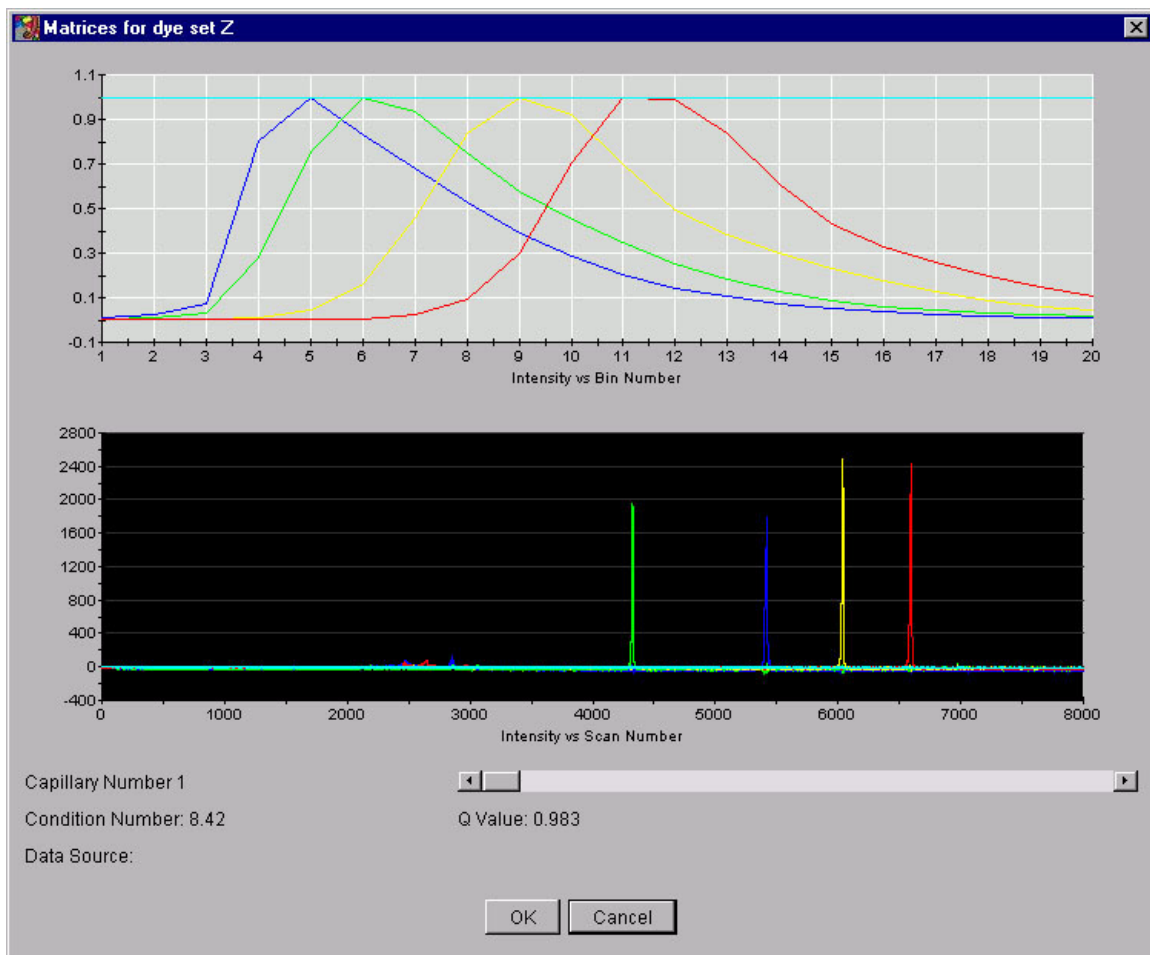 Matrices for dye set Z
1.1
0.9
0.7
0.5
0.3
0.1
-0.1
1 2 3 4 5 6 7 8 9 10 11 12 13 14 15 16 17 18 19 20
Intensity vs Bin Number
2800
2400
2000
1600
1200
800
400
0
-400
0 1000 2000 3000 4000 5000 6000 7000 8000
Intensity vs Scan Number
Capillary Number 1
Condition Number: 8.42 Q Value: 0.983
Data Source:
OK Cancel